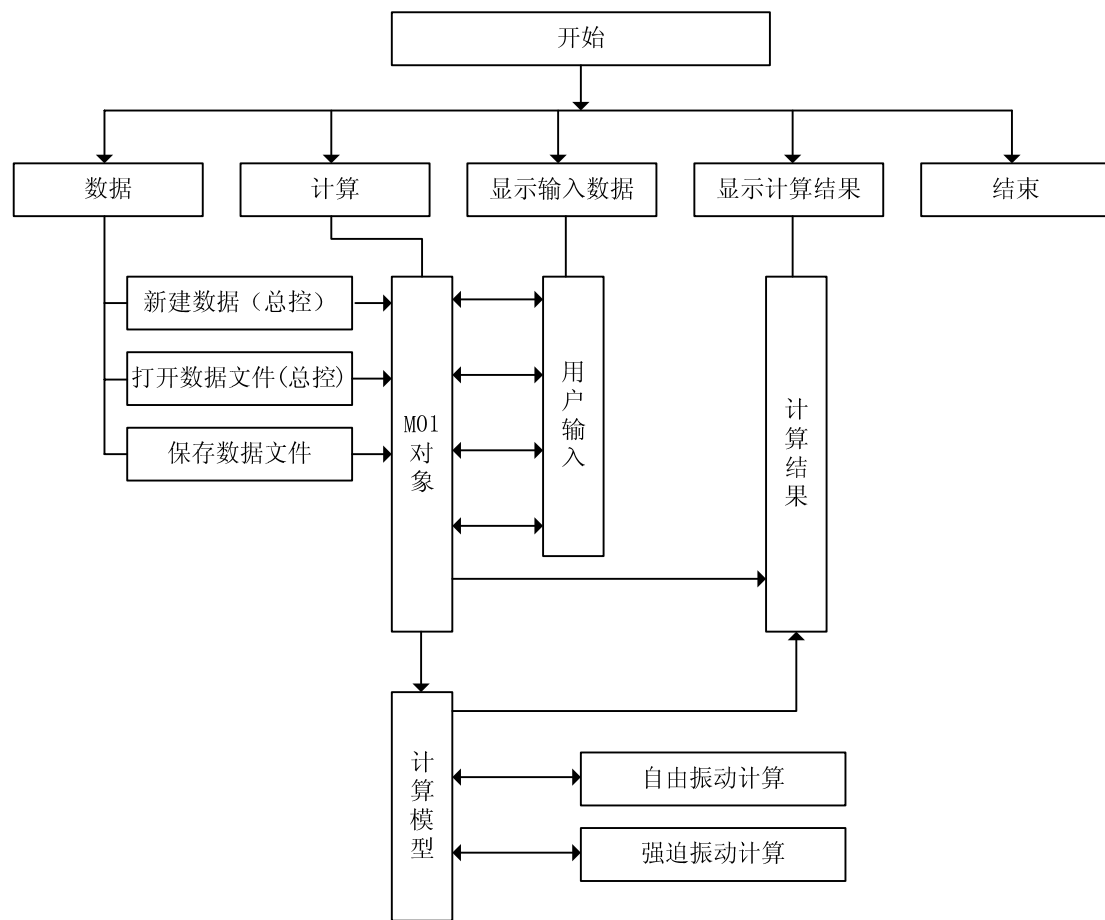 开始
数据
计算
显示输入数据
显示计算结果
结束
新建数据（总控）
打开数据文件(总控)
保存数据文件
M01
对象
用户输入
计算结果
计算模型
自由振动计算
强迫振动计算